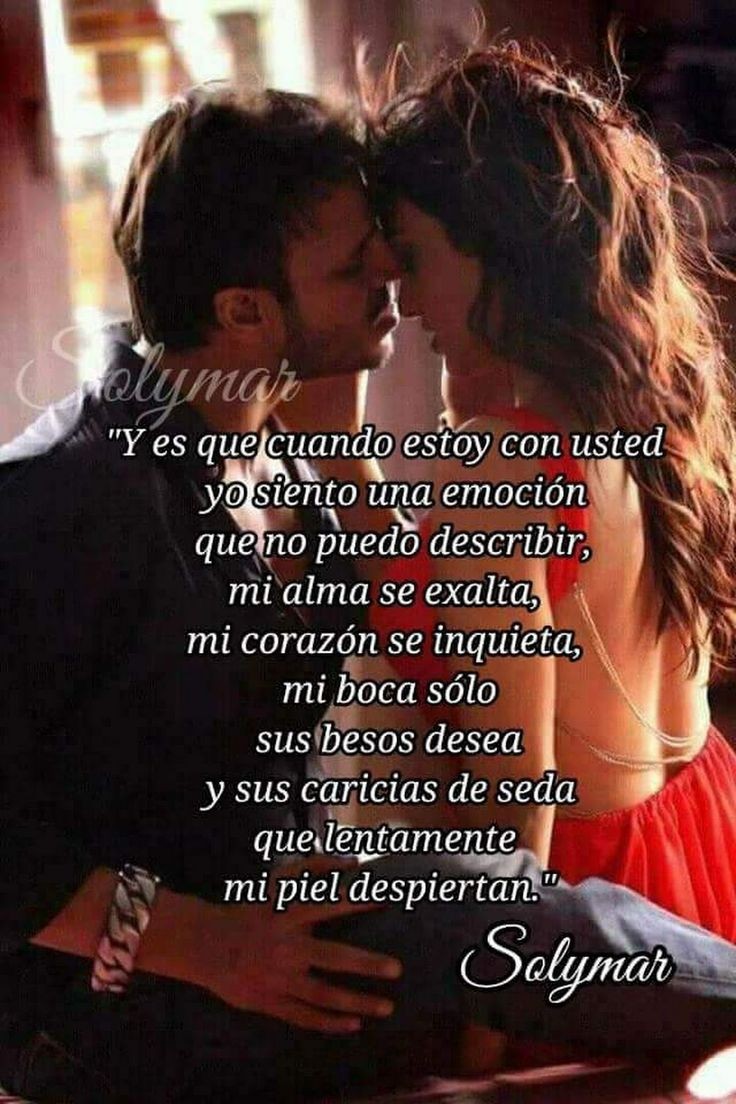 Solymar
"Y es que cuando estoy con usted
yo siento una emoción
que no puedo describir,
mi alma se exalta,
mi corazón se inquieta,
mi boca sólo
sus besos desea
y sus caricias de seda
que lentamente
mi piel despiertan."
Solymar